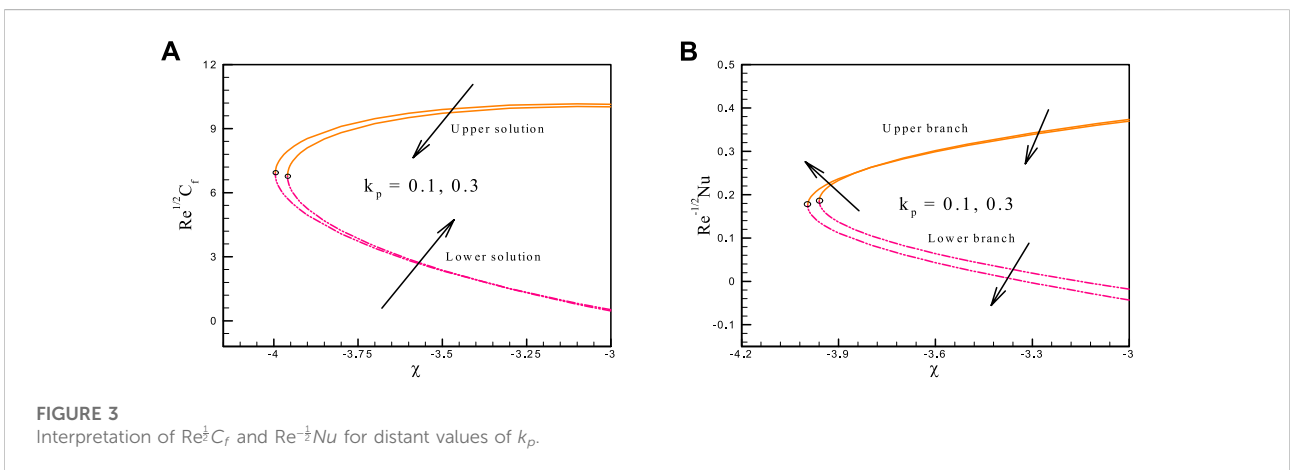 A
12
9
6
3
0
Re^{1/2}C_f
Upper solution
k_p = 0.1, 0.3
Lower solution
-4
-3.75
-3.5
-3.25
-3
χ
B
0.5
0.4
0.3
0.2
0.1
0
-0.1
Re^{-1/2}Nu
Upper branch
k_p = 0.1, 0.3
Lower branch
-4.2
-3.9
-3.6
-3.3
-3
χ
FIGURE 3
Interpretation of Re^{1/2}C_f and Re^{-1/2}Nu for distant values of k_p.